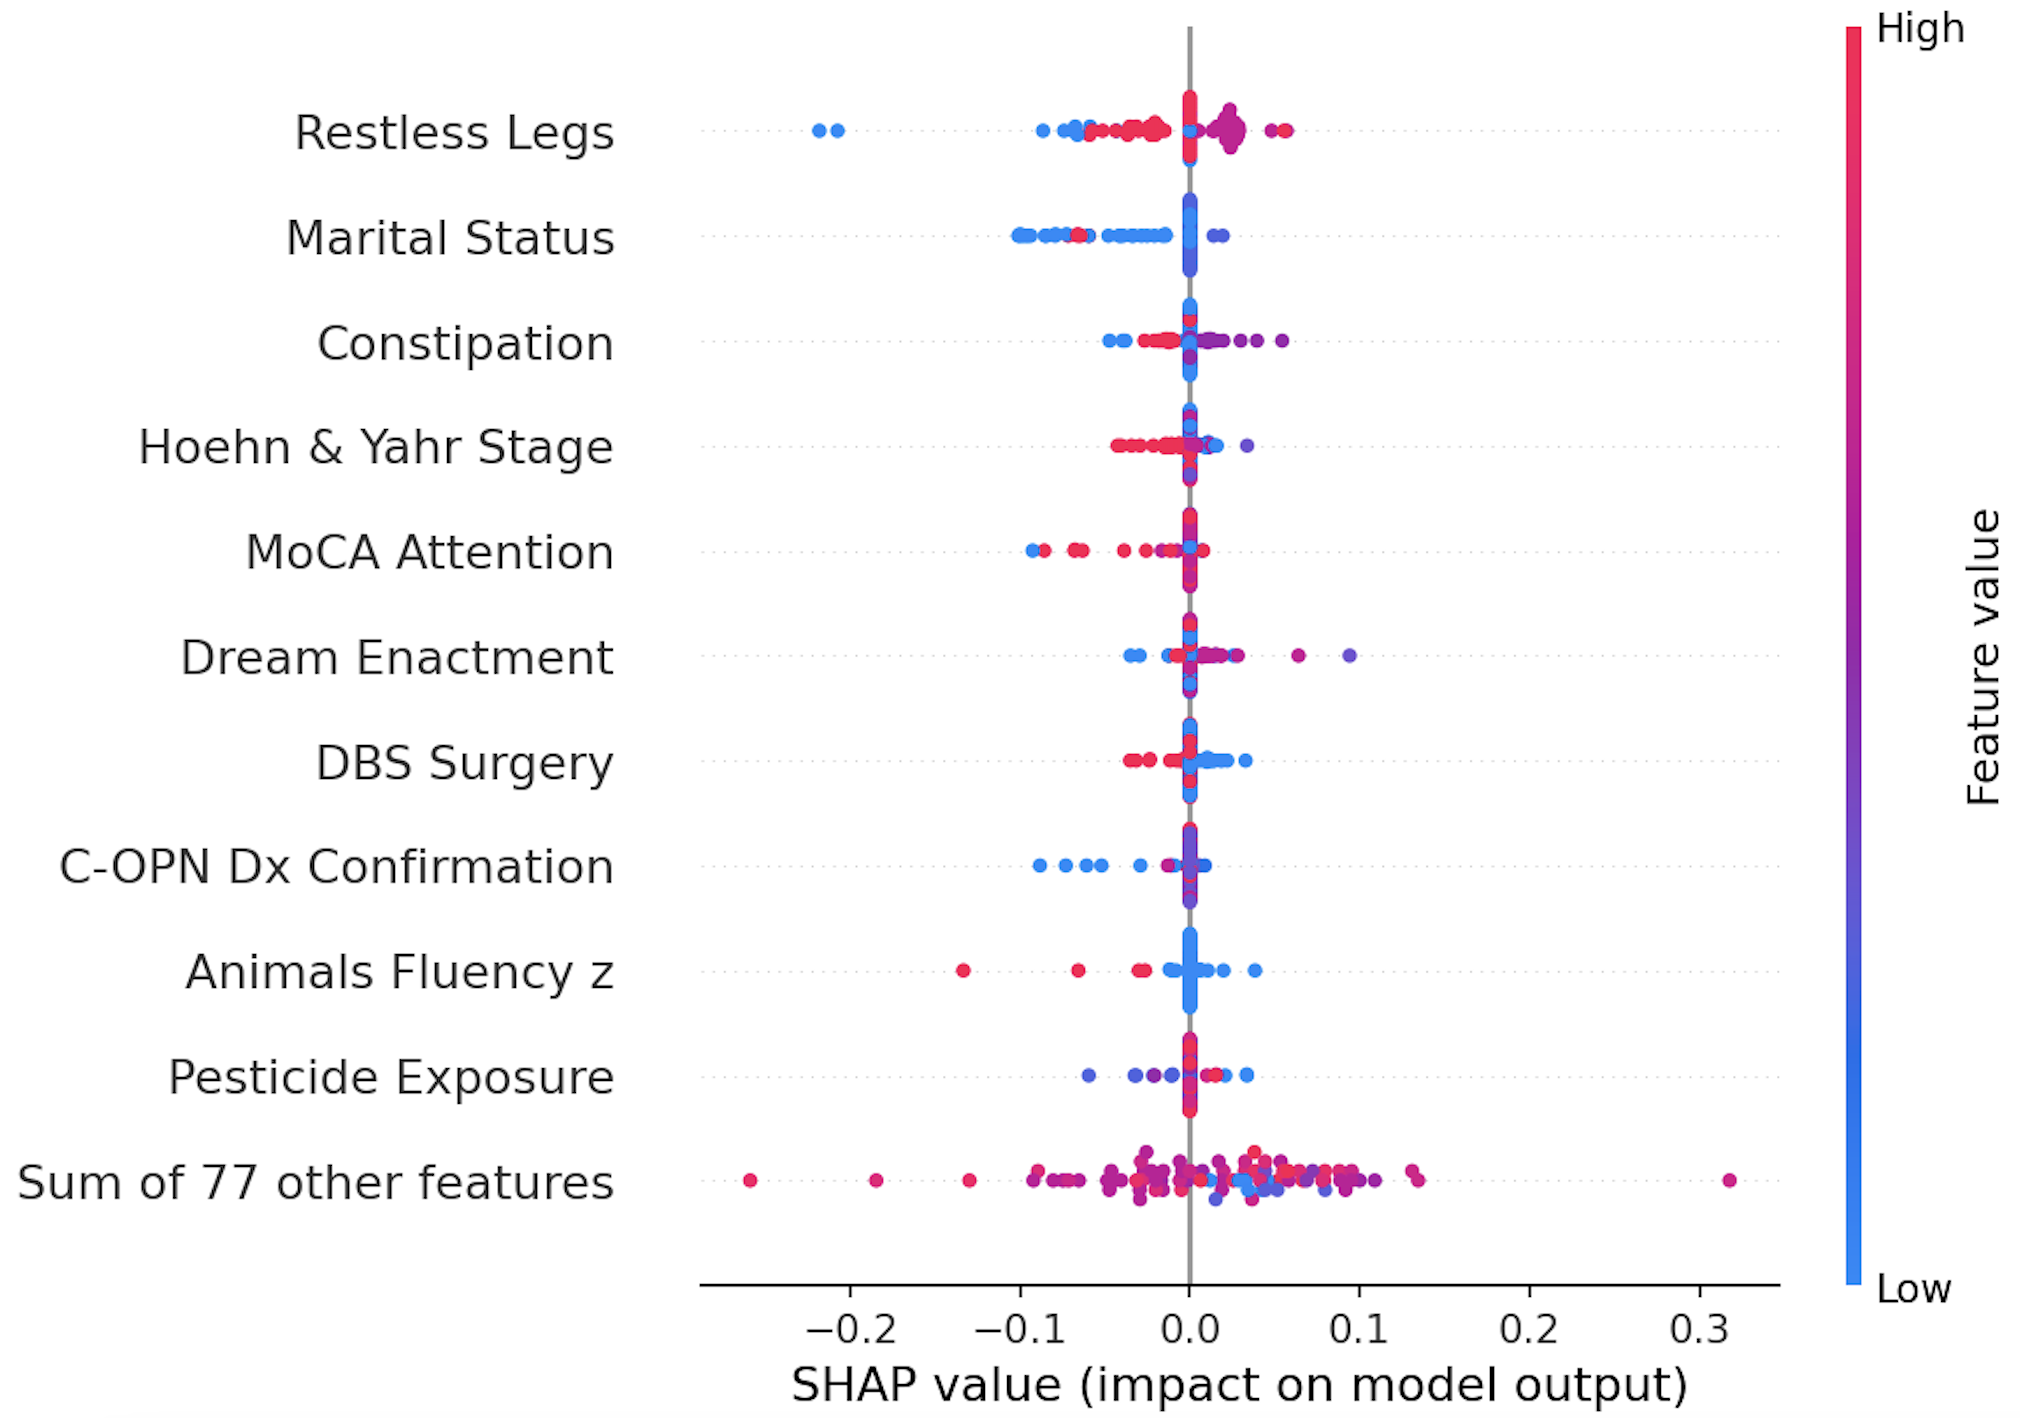 High
Restless Legs
Marital Status
Constipation
Hoehn & Yahr Stage
MoCA Attention
Dream Enactment
DBS Surgery
C-OPN Dx Confirmation
Animals Fluency z
Pesticide Exposure
Sum of 77 other features
Feature value
Low
−0.2 −0.1 0.0 0.1 0.2 0.3
SHAP value (impact on model output)